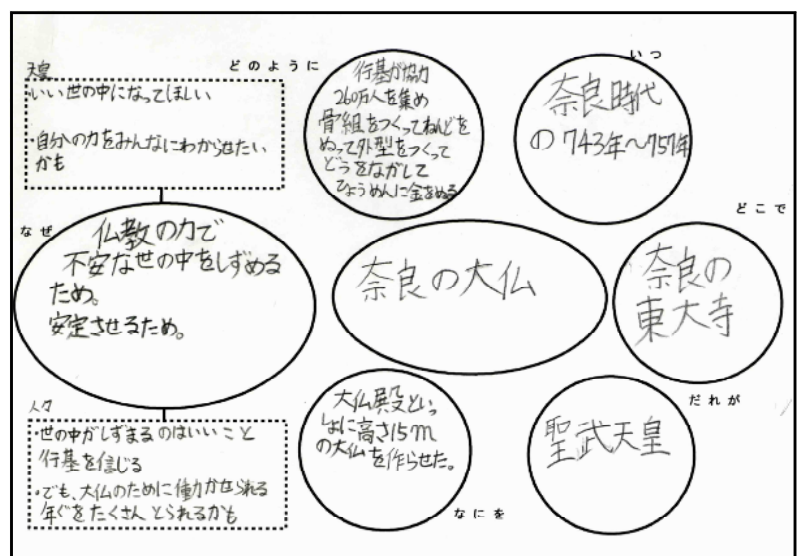 天皇
・いい世の中になってほしい
・自分の力をみんなにわからせたい
かも
どのように
行基が協力
260万人を集め
骨組をつくってねんどを
ぬって外型をつくって
どうをながして
ひょうめんに金をぬる
いつ
奈良時代
の743年〜757年
なぜ
仏教の力で
不安な世の中をしずめる
ため。
安定させるため。
奈良の大仏
どこで
奈良の
東大寺
人々
・世の中がしずまるのはいいこと
行基を信じる
・でも、大仏のために働かせられる
年ぐをたくさんとられるかも
大仏殿といっ
しょに高さ15m
の大仏を作らせた。
なにを
だれが
聖武天皇